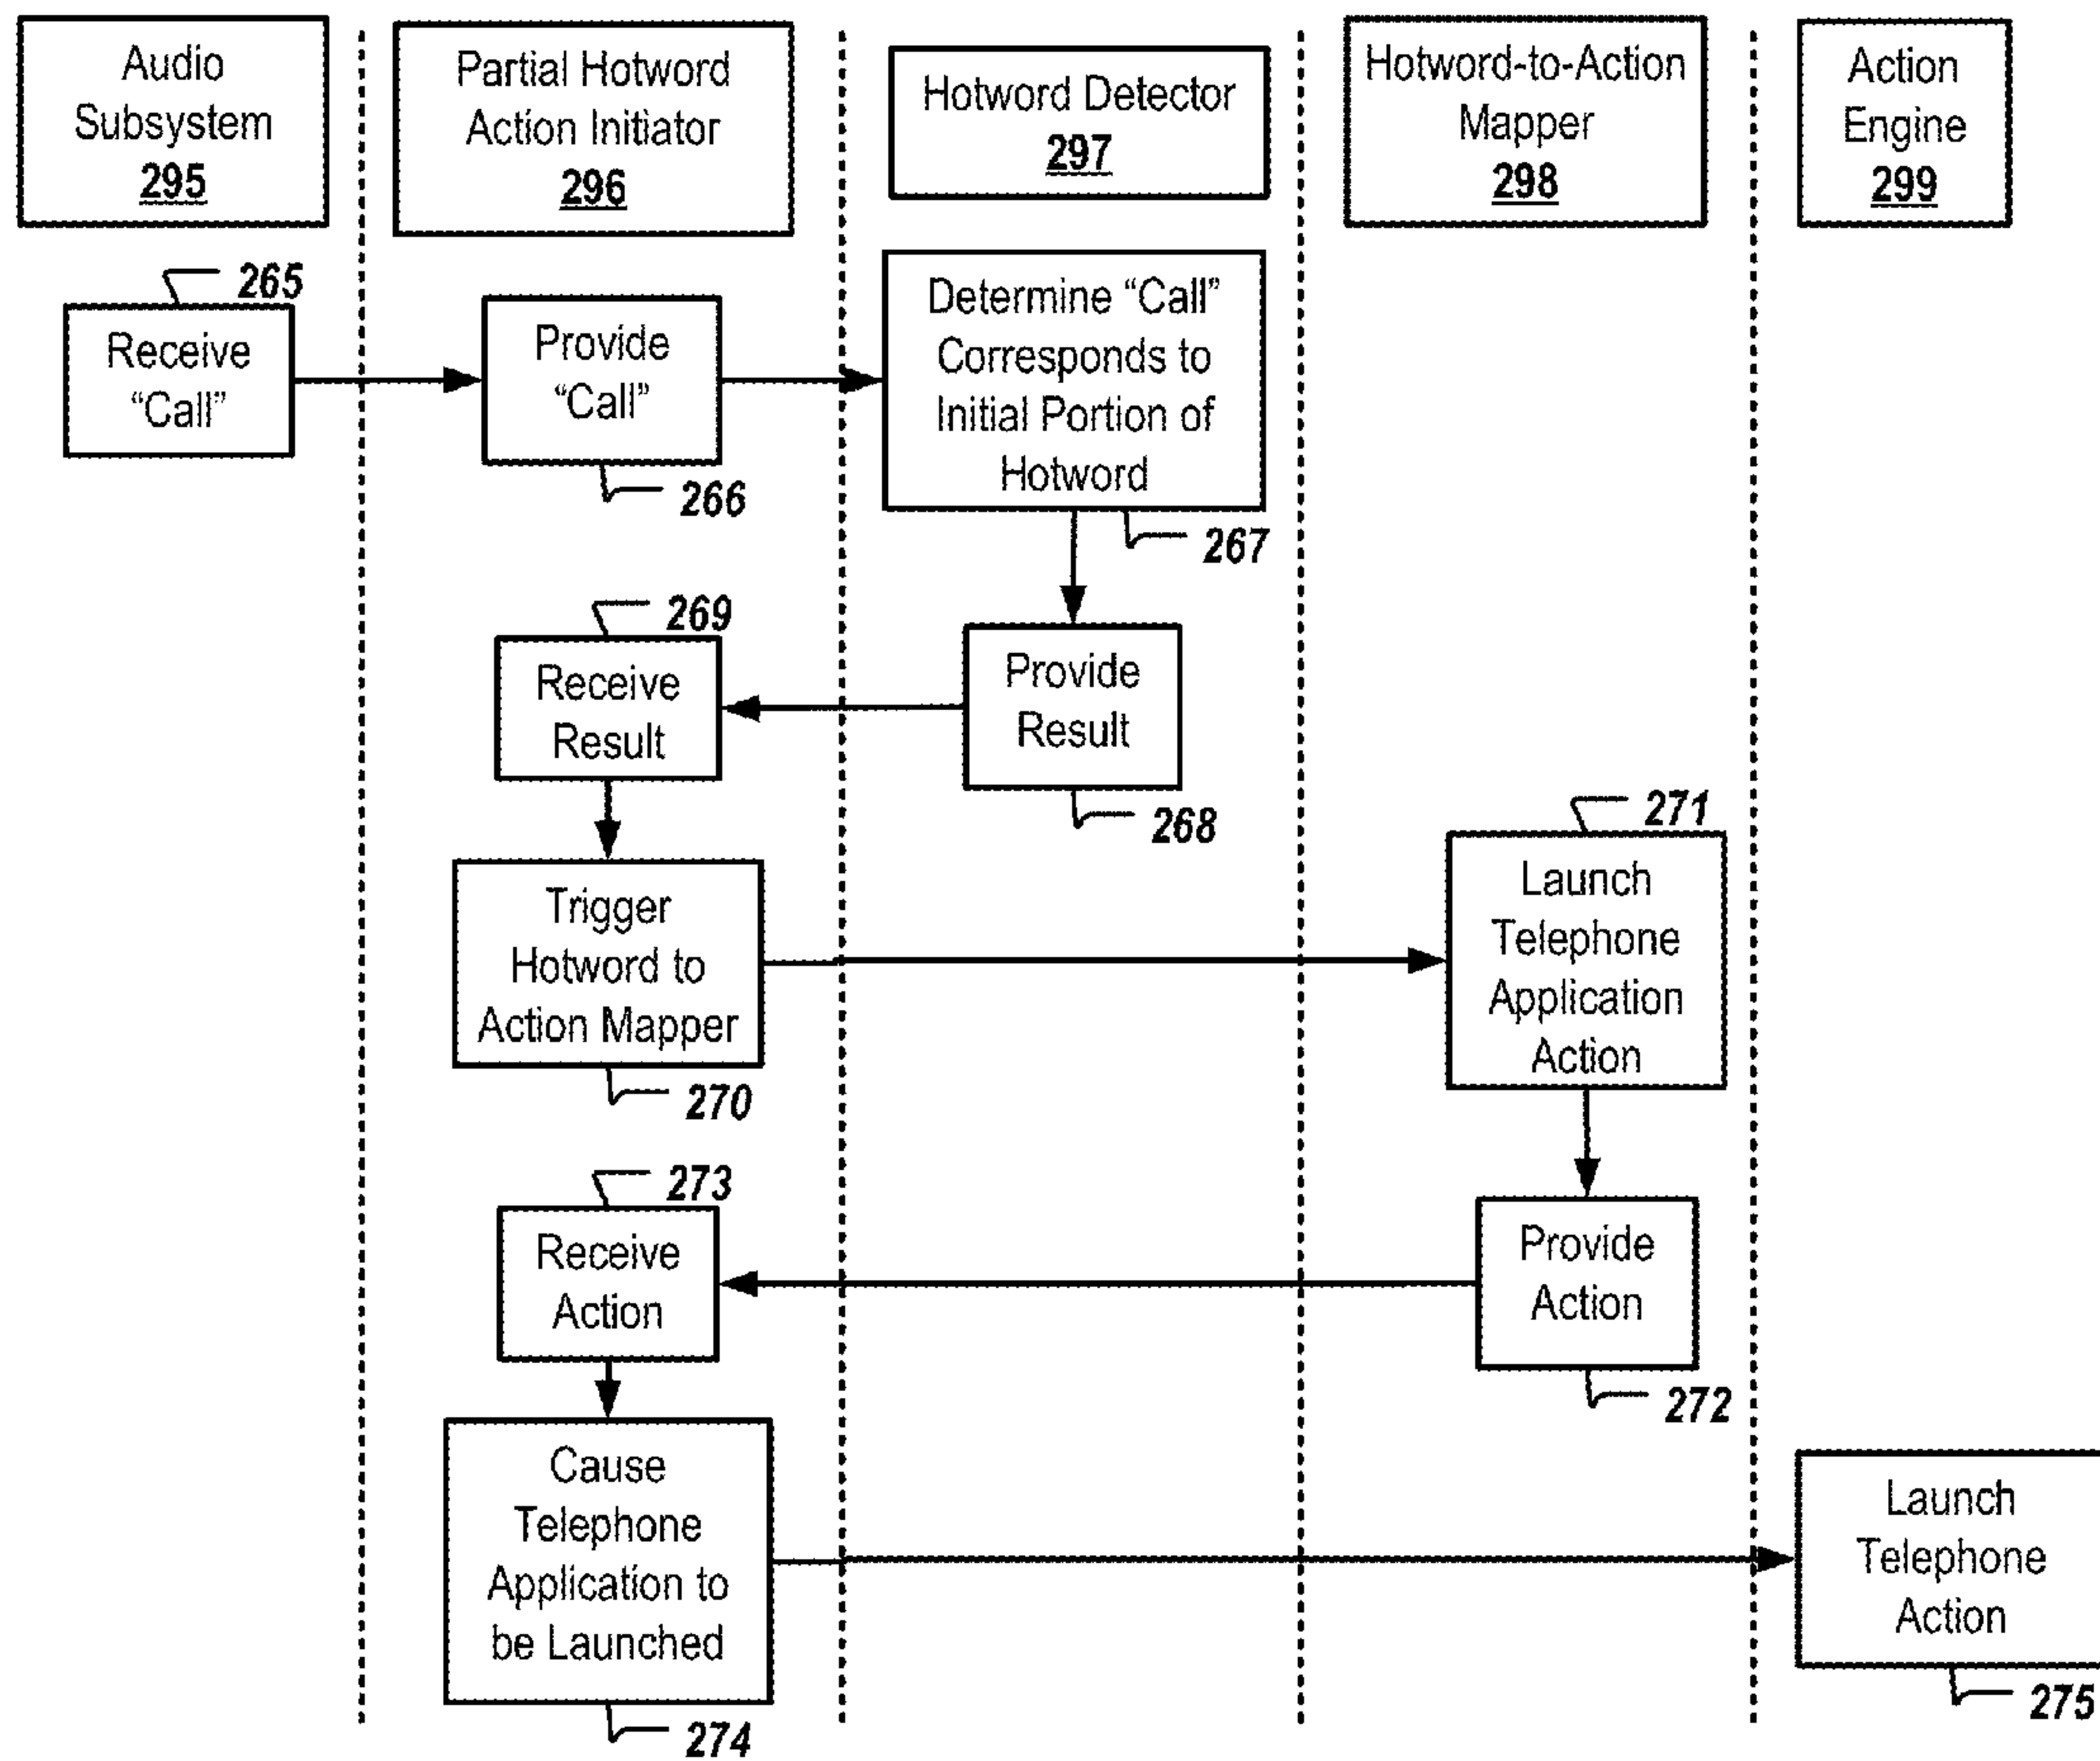 Audio
Subsystem
295
Partial Hotword
Action Initiator
296
Hotword Detector
297
Hotword-to-Action
Mapper
298
Action
Engine
299
265
Receive
“Call”
Provide
“Call”
266
Determine “Call”
Corresponds to
Initial Portion of
Hotword
267
269
Receive
Result
Provide
Result
268
Trigger
Hotword to
Action Mapper
270
271
Launch
Telephone
Application
Action
273
Receive
Action
Provide
Action
272
Cause
Telephone
Application to
be Launched
274
Launch
Telephone
Action
275